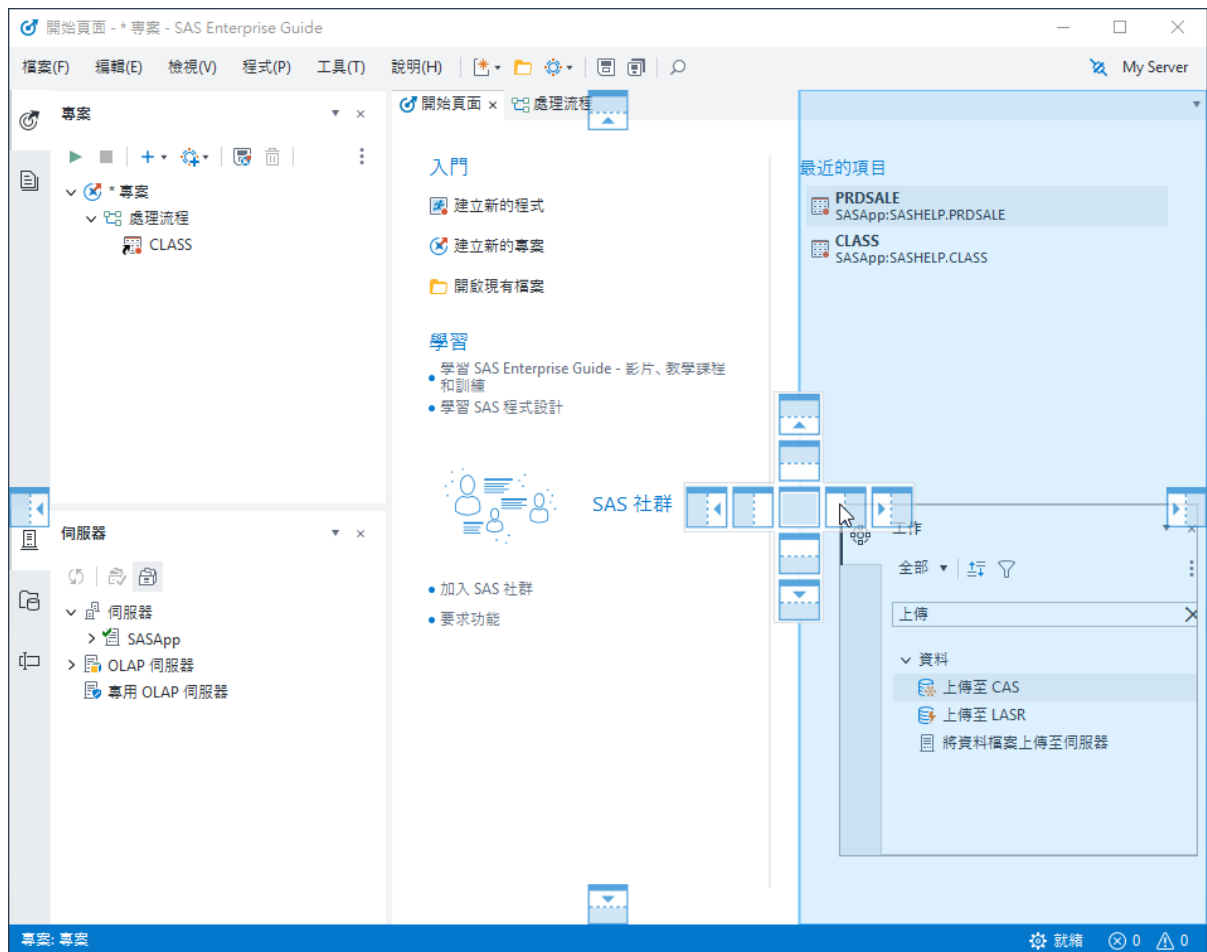 開始頁面 - * 專案 - SAS Enterprise Guide
檔案(F) 編輯(E) 檢視(V) 程式(P) 工具(T) 說明(H) My Server
專案
* 專案
處理流程
CLASS
伺服器
伺服器
SASApp
OLAP 伺服器
專用 OLAP 伺服器
開始頁面 處理流程
入門
建立新的程式
建立新的專案
開啟現有檔案
學習
學習 SAS Enterprise Guide - 影片、教學課程
和訓練
學習 SAS 程式設計
SAS 社群
加入 SAS 社群
要求功能
最近的項目
PRDSALE
SASApp:SASHELP.PRDSALE
CLASS
SASApp:SASHELP.CLASS
工作
全部
上傳
資料
上傳至 CAS
上傳至 LASR
將資料檔案上傳至伺服器
專案: 專案 就緒 0 0